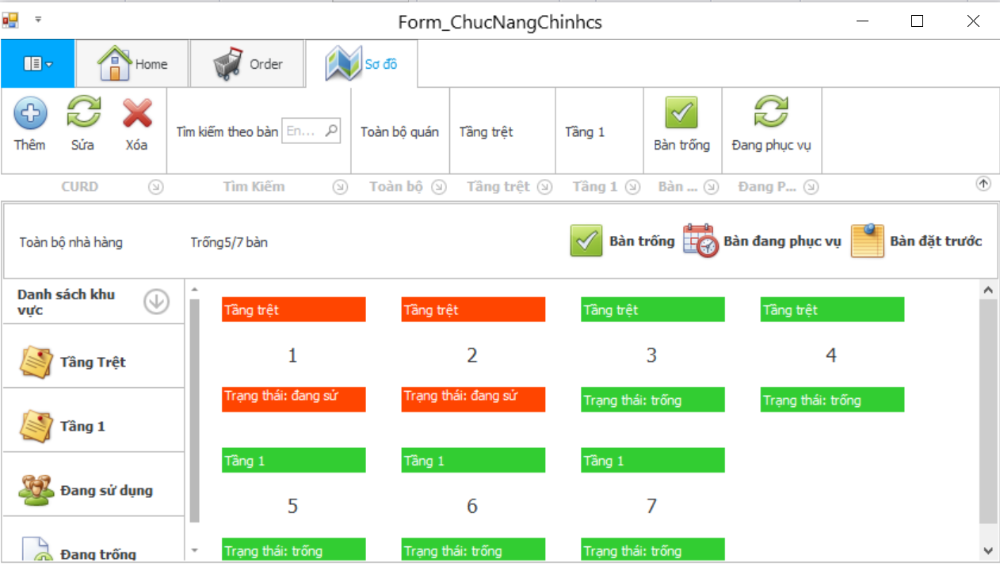 Form_ChucNangChinhcs
Home
Order
Sơ đồ
Thêm
Sửa
Xóa
Tìm kiếm theo bàn
En...
Toàn bộ quán
Tầng trệt
Tầng 1
Bàn trống
Đang phục vụ
CURD
Tìm Kiếm
Toàn bộ
Tầng trệt
Tầng 1
Bàn ...
Đang P...
Toàn bộ nhà hàng
Trống5/7 bàn
Bàn trống
Bàn đang phục vụ
Bàn đặt trước
Danh sách khu
vực
Tầng Trệt
Tầng 1
Đang sử dụng
Đang trống
Tầng trệt
Tầng trệt
Tầng trệt
Tầng trệt
1
2
3
4
Trạng thái: đang sử
Trạng thái: đang sử
Trạng thái: trống
Trạng thái: trống
Tầng 1
Tầng 1
Tầng 1
5
6
7
Trạng thái: trống
Trạng thái: trống
Trạng thái: trống